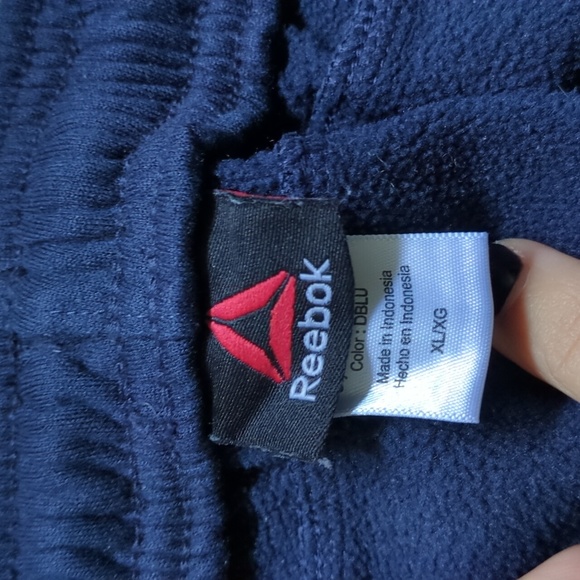 Reebok
Color : DBLU
Made in Indonesia
Hecho en Indonesia
XL/XG